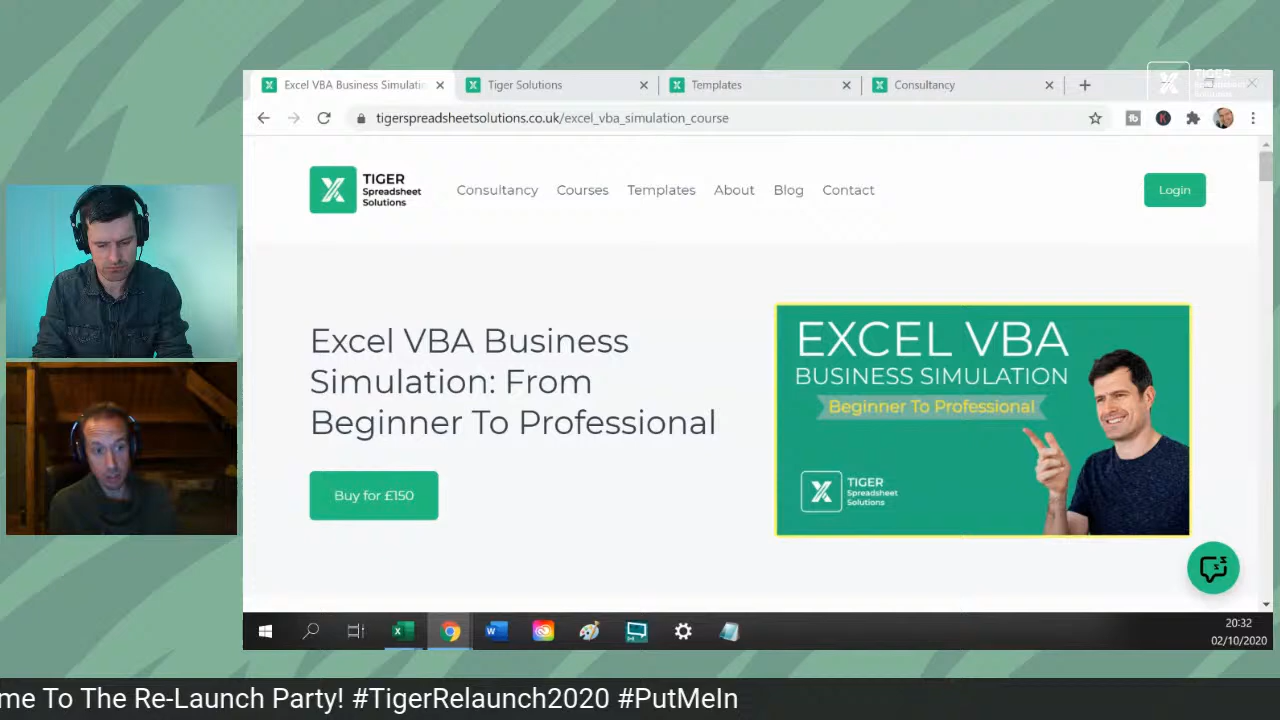 Excel VBA Business Simulati
Tiger Solutions
Templates
Consultancy
TIGER
tigerspreadsheetsolutions.co.uk/excel_vba_simulation_course
TIGER
Spreadsheet
Solutions
Consultancy
Courses
Templates
About
Blog
Contact
Login
Excel VBA Business
Simulation: From
Beginner To Professional
Buy for £150
EXCEL VBA
BUSINESS SIMULATION
Beginner To Professional
TIGER
Spreadsheet
Solutions
20:32
02/10/2020
me To The Re-Launch Party! #TigerRelaunch2020 #PutMeIn